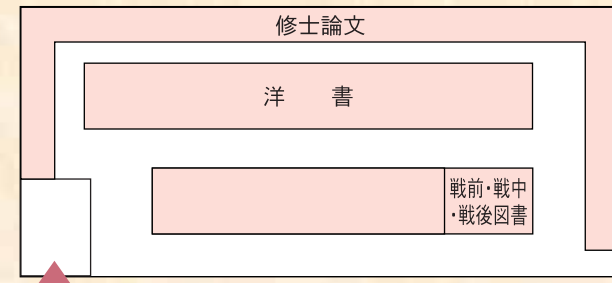 修士論文
洋　書
戦前・戦中
・戦後図書